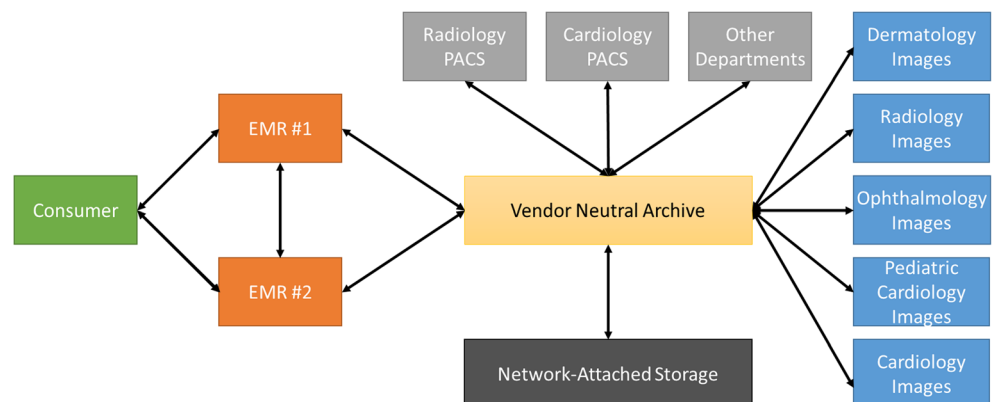 Radiology
PACS
Cardiology
PACS
Other
Departments
Dermatology
Images
EMR #1
Radiology
Images
Consumer
Vendor Neutral Archive
Ophthalmology
Images
EMR #2
Pediatric
Cardiology
Images
Network-Attached Storage
Cardiology
Images